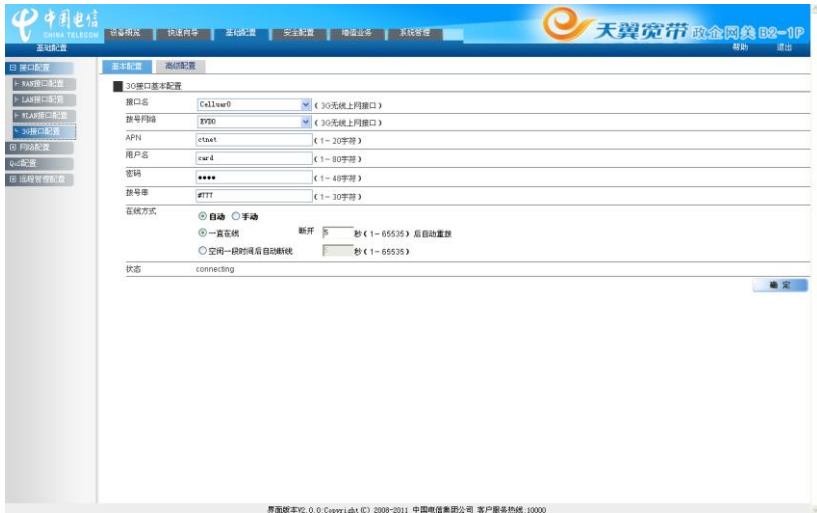 中国电信
CHINA TELECOM
设备概览 快速向导 基础配置 安全配置 增值业务 系统管理
天翼宽带 政企网关 B2-1P
基础配置
帮助 退出
接口配置
WAN接口配置
LAN接口配置
WLAN接口配置
3G接口配置
网络配置
QoS配置
远程管理配置
基本配置 高级配置
3G接口基本配置
接口名 Celluar0 (3G无线上网接口)
拨号网络 EVDO (3G无线上网接口)
APN ctnet (1-20字符)
用户名 card (1-80字符)
密码 •••• (1-48字符)
拨号串 #777 (1-30字符)
在线方式 自动 手动
一直在线 断开 5 秒(1-65535)后自动重拨
空闲一段时间后自动断线 秒(1-65535)
状态 connecting
确定
界面版本V2.0.0:Copyright (C) 2008-2011 中国电信集团公司 客户服务热线:10000